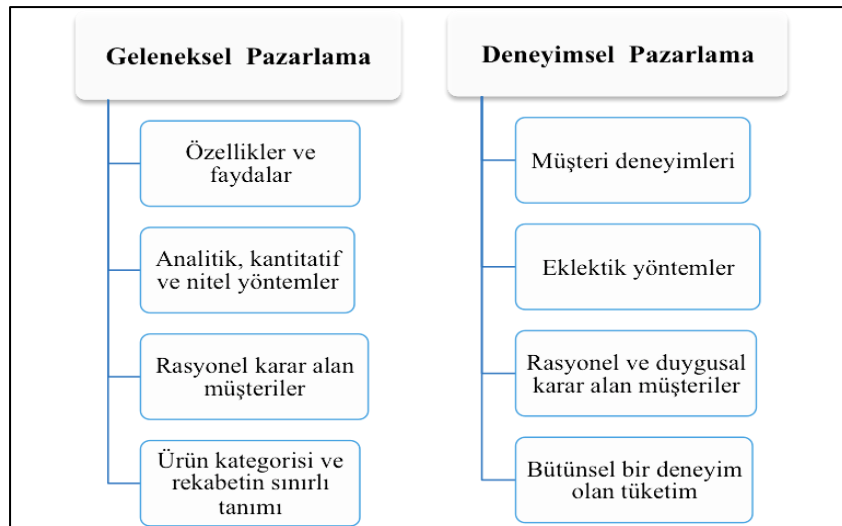 Geleneksel Pazarlama
Özellikler ve
faydalar
Analitik, kantitatif
ve nitel yöntemler
Rasyonel karar alan
müşteriler
Ürün kategorisi ve
rekabetin sınırlı
tanımı
Deneyimsel Pazarlama
Müşteri deneyimleri
Eklektik yöntemler
Rasyonel ve duygusal
karar alan müşteriler
Bütünsel bir deneyim
olan tüketim